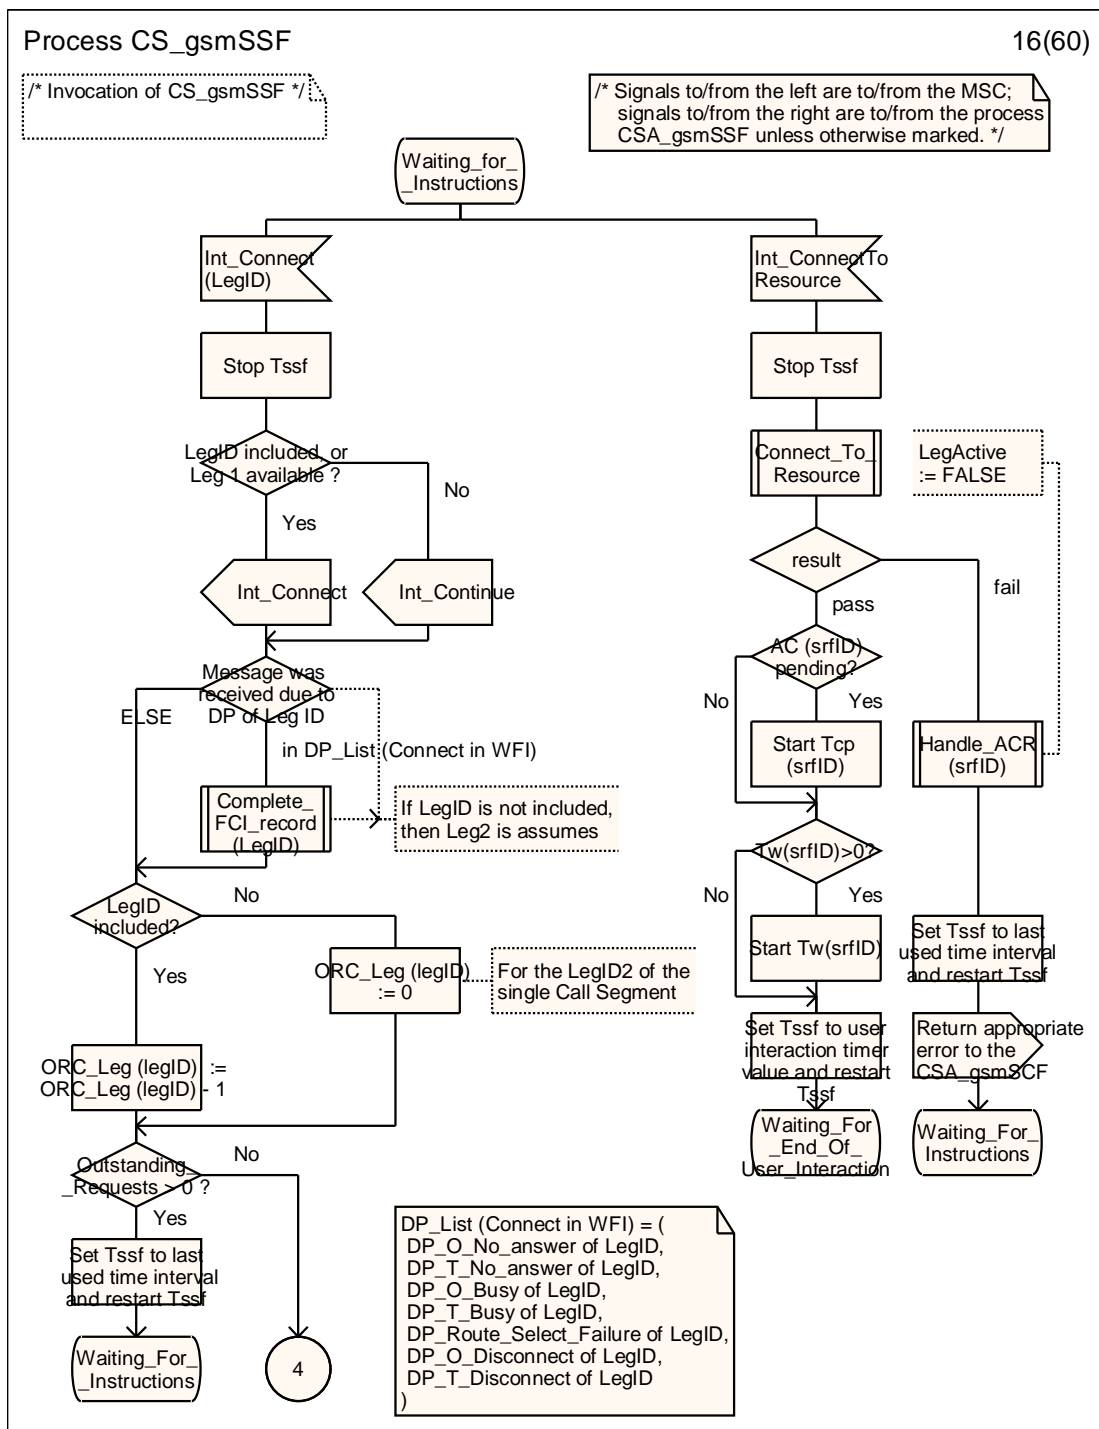 Process CS_gsmSSF
16(60)
/* Invocation of CS_gsmSSF */
/* Signals to/from the left are to/from the MSC;
signals to/from the right are to/from the process
CSA_gsmSSF unless otherwise marked. */
Waiting_for_
_Instructions
Int_Connect
(LegID)
Stop Tssf
LegID included, or
Leg 1 available ?
No
Yes
Int_Connect
Int_Continue
Message was
received due to
DP of Leg ID
ELSE
in DP_List (Connect in WFI)
Complete_
FCI_record
(LegID)
If LegID is not included,
then Leg2 is assumes
LegID
included?
No
Yes
ORC_Leg (legID)
:= 0
For the LegID2 of the
single Call Segment
ORC_Leg (legID) :=
ORC_Leg (legID) - 1
Outstanding_
_Requests > 0 ?
No
Yes
Set Tssf to last
used time interval
and restart Tssf
Waiting_For_
_Instructions
4
Int_ConnectTo
Resource
Stop Tssf
Connect_To_
Resource
LegActive
:= FALSE
result
fail
pass
AC (srfID)
pending?
No
Yes
Start Tcp
(srfID)
Handle_ACR
(srfID)
Tw(srfID)>0?
No
Yes
Start Tw(srfID)
Set Tssf to last
used time interval
and restart Tssf
Set Tssf to user
interaction timer
value and restart
Tssf
Return appropriate
error to the
CSA_gsmSCF
Waiting_For
_End_Of_
User_Interaction
Waiting_For_
Instructions
DP_List (Connect in WFI) = (
DP_O_No_answer of LegID,
DP_T_No_answer of LegID,
DP_O_Busy of LegID,
DP_T_Busy of LegID,
DP_Route_Select_Failure of LegID,
DP_O_Disconnect of LegID,
DP_T_Disconnect of LegID
)